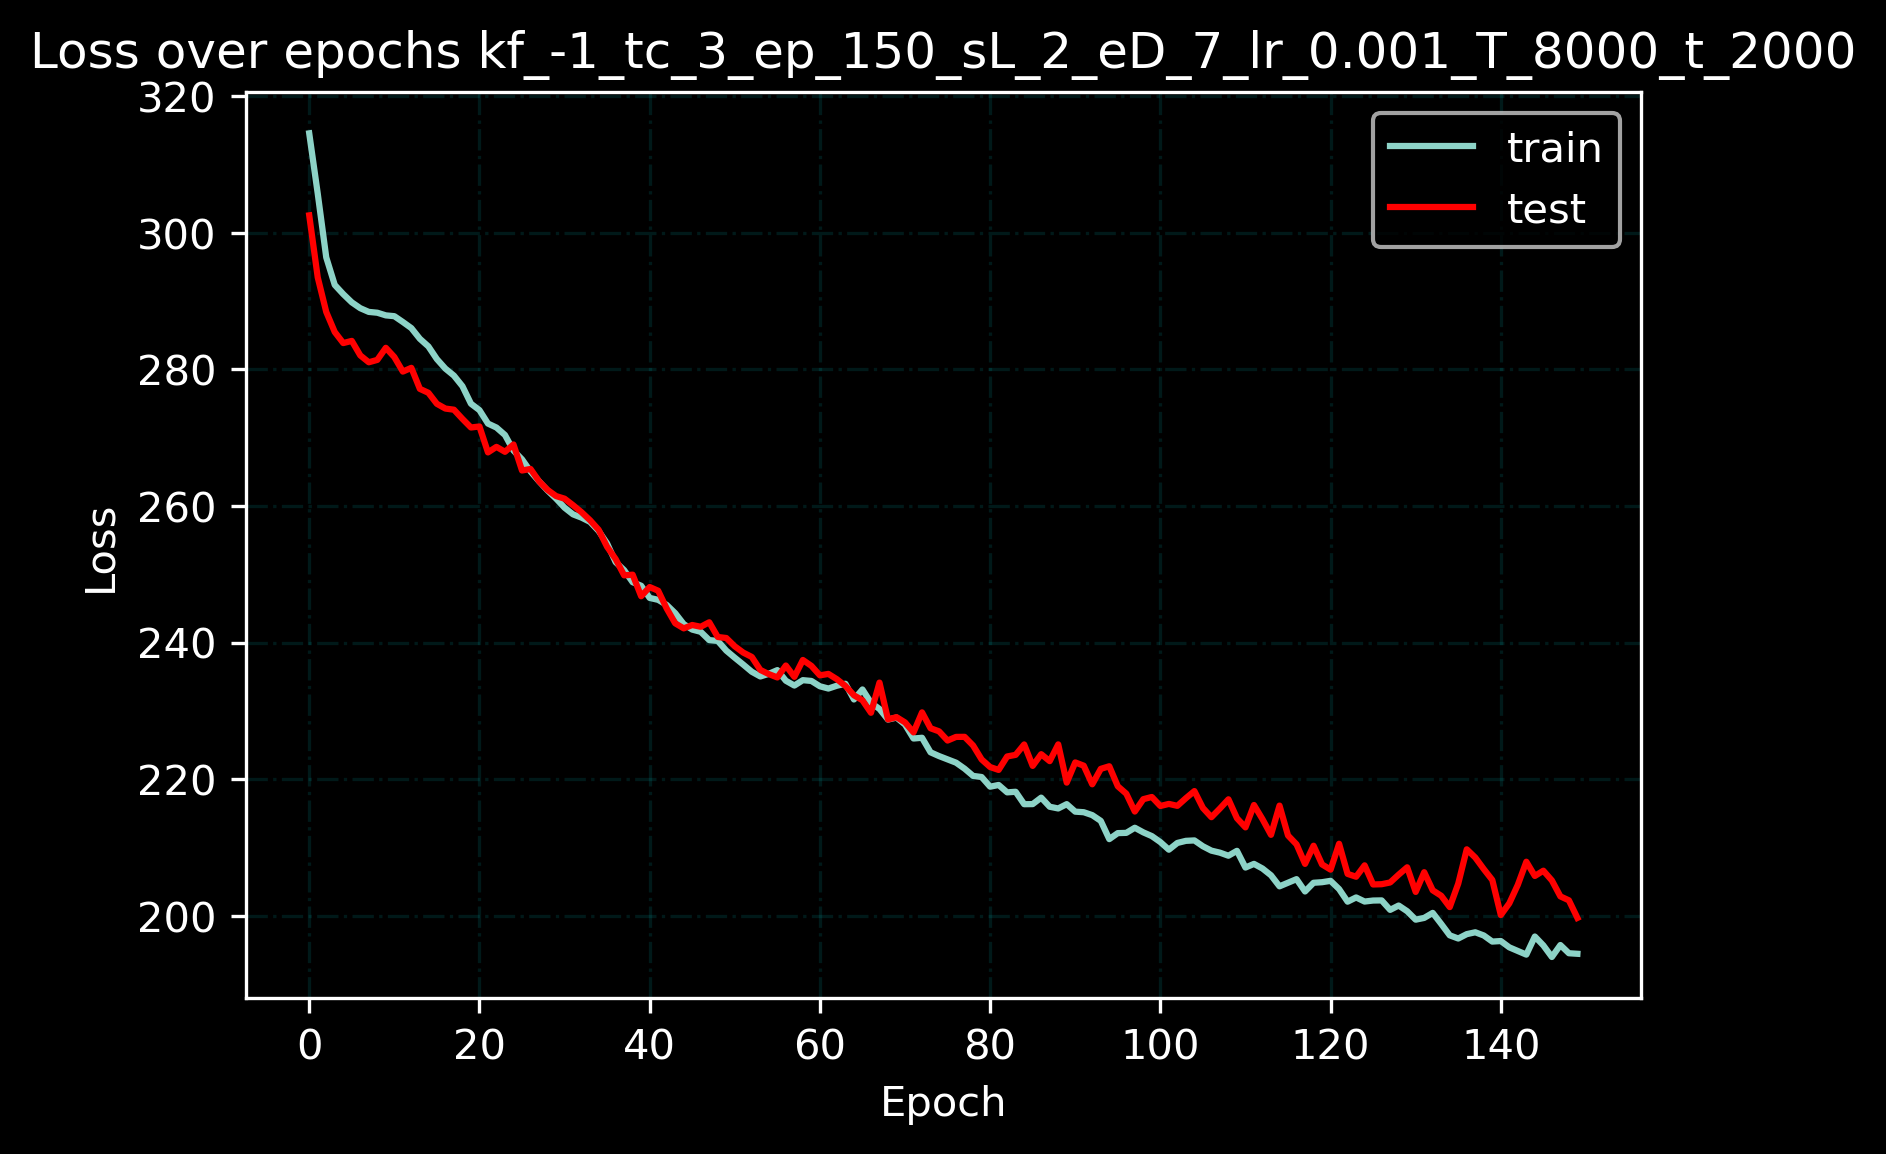 Loss over epochs kf_-1_tc_3_ep_150_sL_2_eD_7_lr_0.001_T_8000_t_2000
320
300
280
260
240
220
200
Loss
train
test
0 20 40 60 80 100 120 140
Epoch